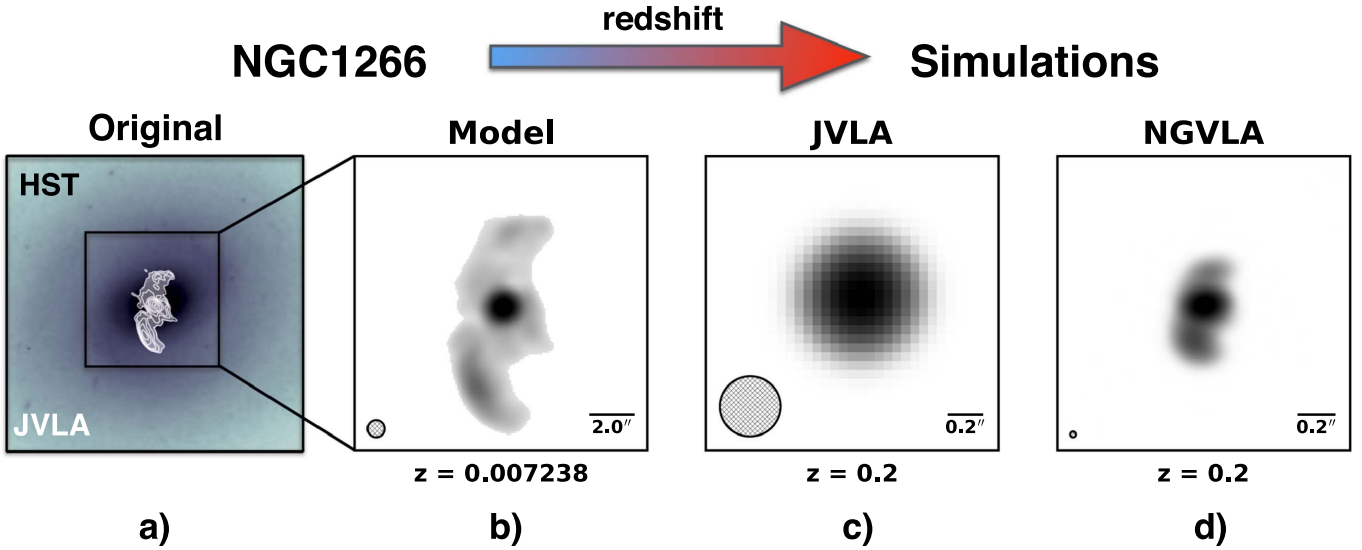 redshift
NGC1266
Simulations
Original
Model
JVLA
NGVLA
HST
JVLA
2.0″
0.2″
0.2″
z = 0.007238
z = 0.2
z = 0.2
a)
b)
c)
d)